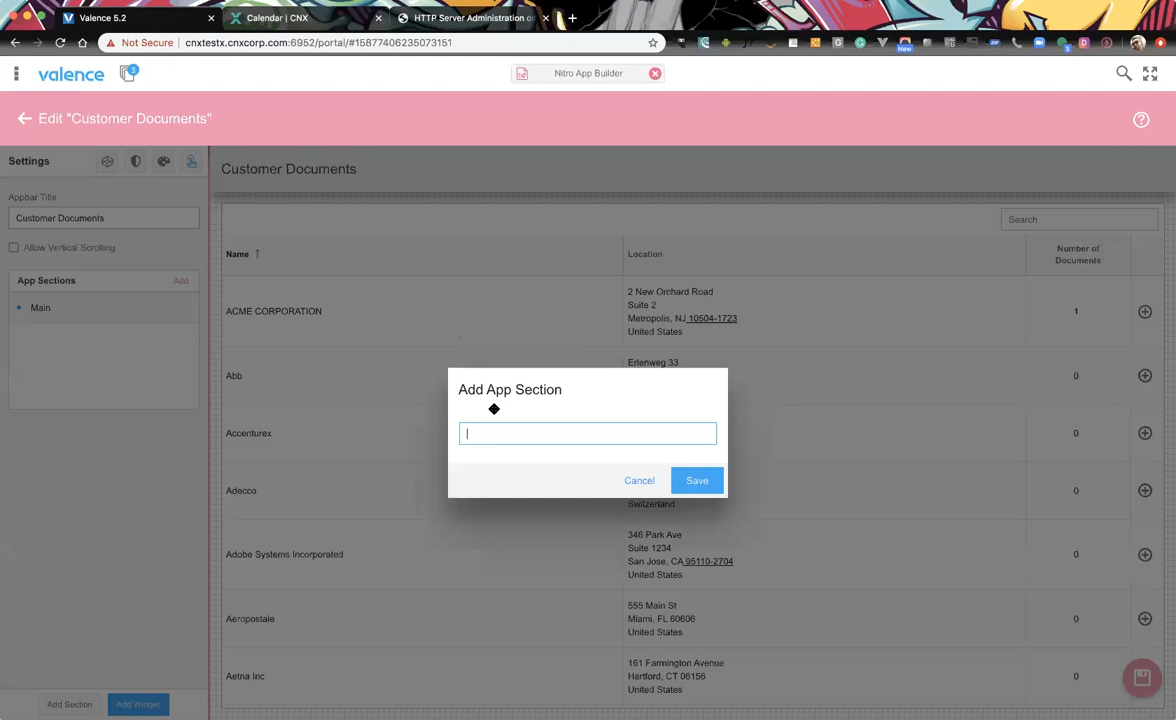 Valence 5.2
Calendar | CNX
HTTP Server Administration o
Not Secure
cnxtestx.cnxcorp.com:6952/portal/#15877406235073151
New
3
valence
3
Nitro App Builder
Edit "Customer Documents"
Settings
Customer Documents
Appbar Title
Customer Documents
Allow Vertical Scrolling
App Sections
Add
Main
Search
Name
Location
Number of
Documents
ACME CORPORATION
2 New Orchard Road
Suite 2
Metropolis, NJ 10504-1723
United States
1
Abb
Erlenweg 33
0
Accenturex
0
Adecco
Switzerland
0
Adobe Systems Incorporated
346 Park Ave
Suite 1234
San Jose, CA 95110-2704
United States
0
Aeropostale
555 Main St
Miami, FL 60606
United States
0
Aetna Inc
161 Farmington Avenue
Hartford, CT 06156
United States
0
Add App Section
Cancel
Save
Add Section
Add Widget